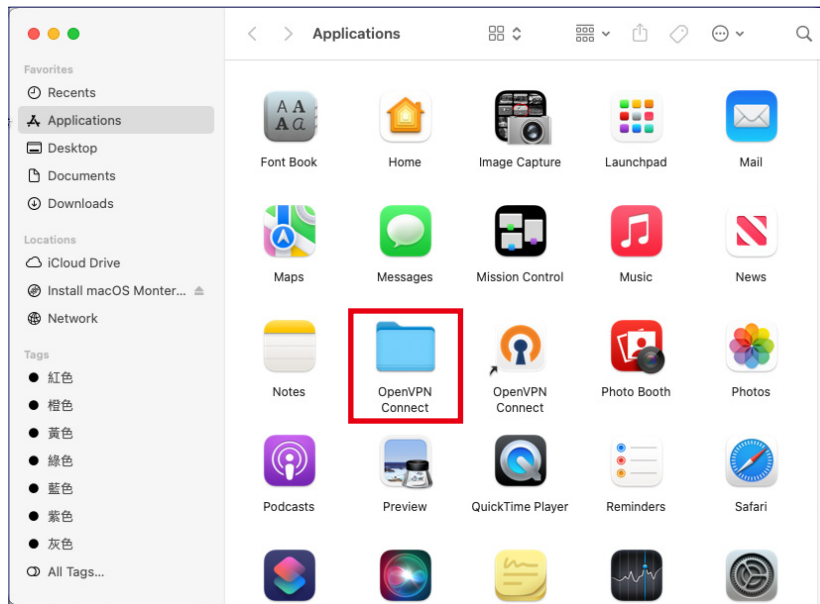 Applications
Favorites
Recents
Applications
Desktop
Documents
Downloads
Locations
iCloud Drive
Install macOS Monter...
Network
Tags
紅色
橙色
黃色
綠色
藍色
紫色
灰色
All Tags...
A A
A a
Font Book
Home
Image Capture
Launchpad
Mail
Maps
Messages
Mission Control
Music
News
Notes
OpenVPN
Connect
OpenVPN
Connect
Photo Booth
Photos
Podcasts
Preview
QuickTime Player
Reminders
Safari